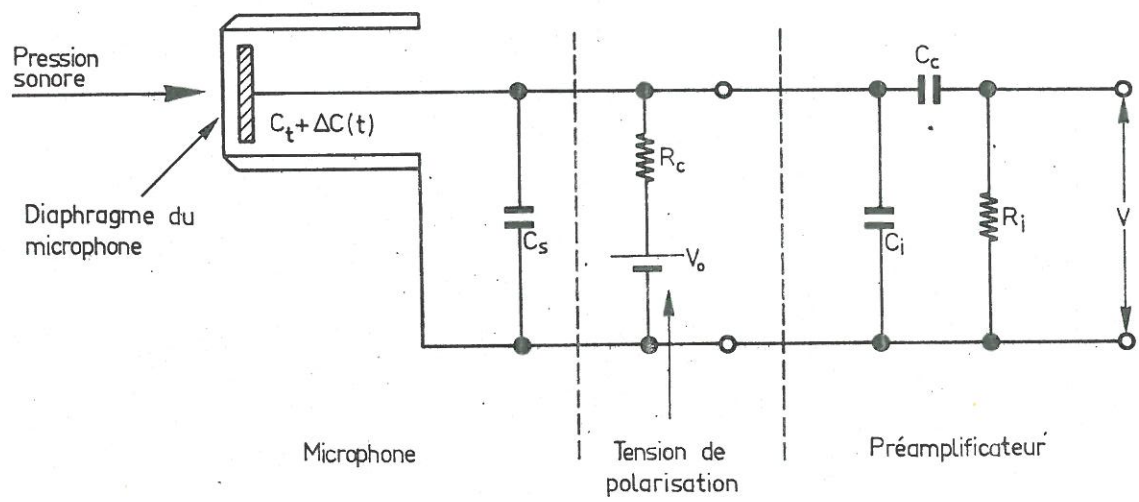 Pression
sonore
C_t + ΔC(t)
Diaphragme du
microphone
C_s
R_c
V_o
C_c
C_i
R_i
V
Microphone
Tension de
polarisation
Préamplificateur